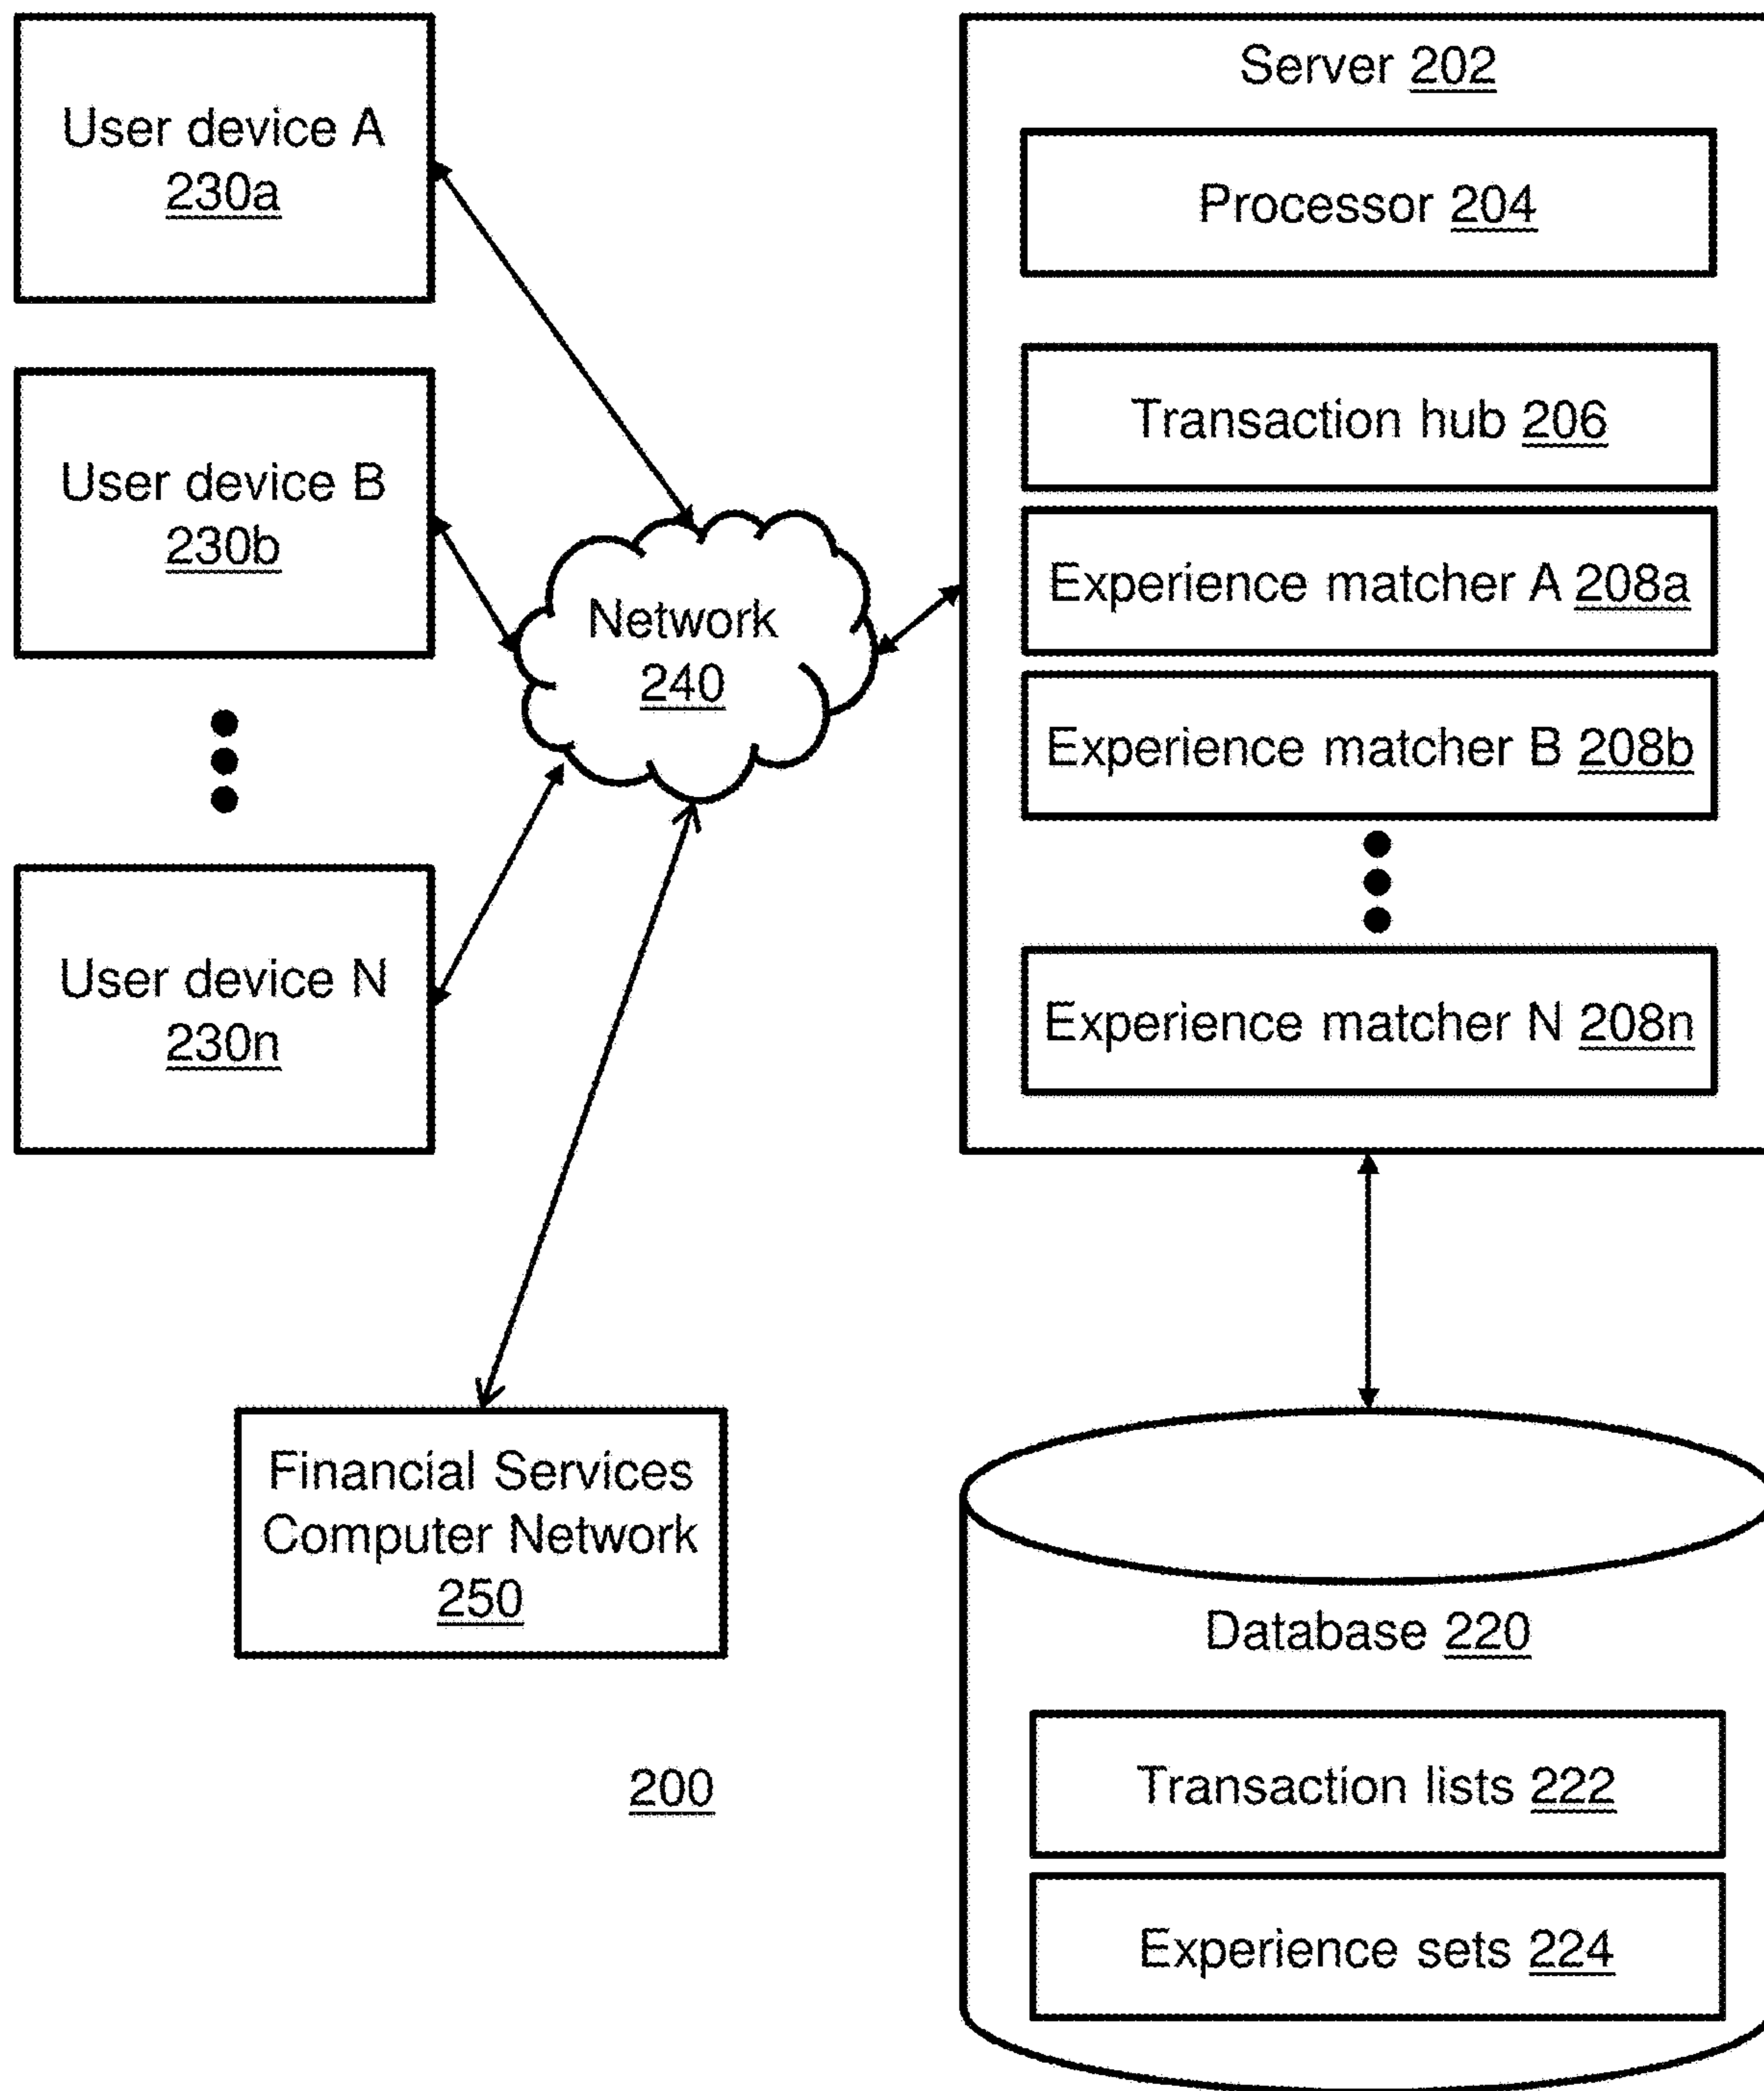 User device A
230a
User device B
230b
User device N
230n
Network
240
Server 202
Processor 204
Transaction hub 206
Experience matcher A 208a
Experience matcher B 208b
Experience matcher N 208n
Financial Services
Computer Network
250
200
Database 220
Transaction lists 222
Experience sets 224